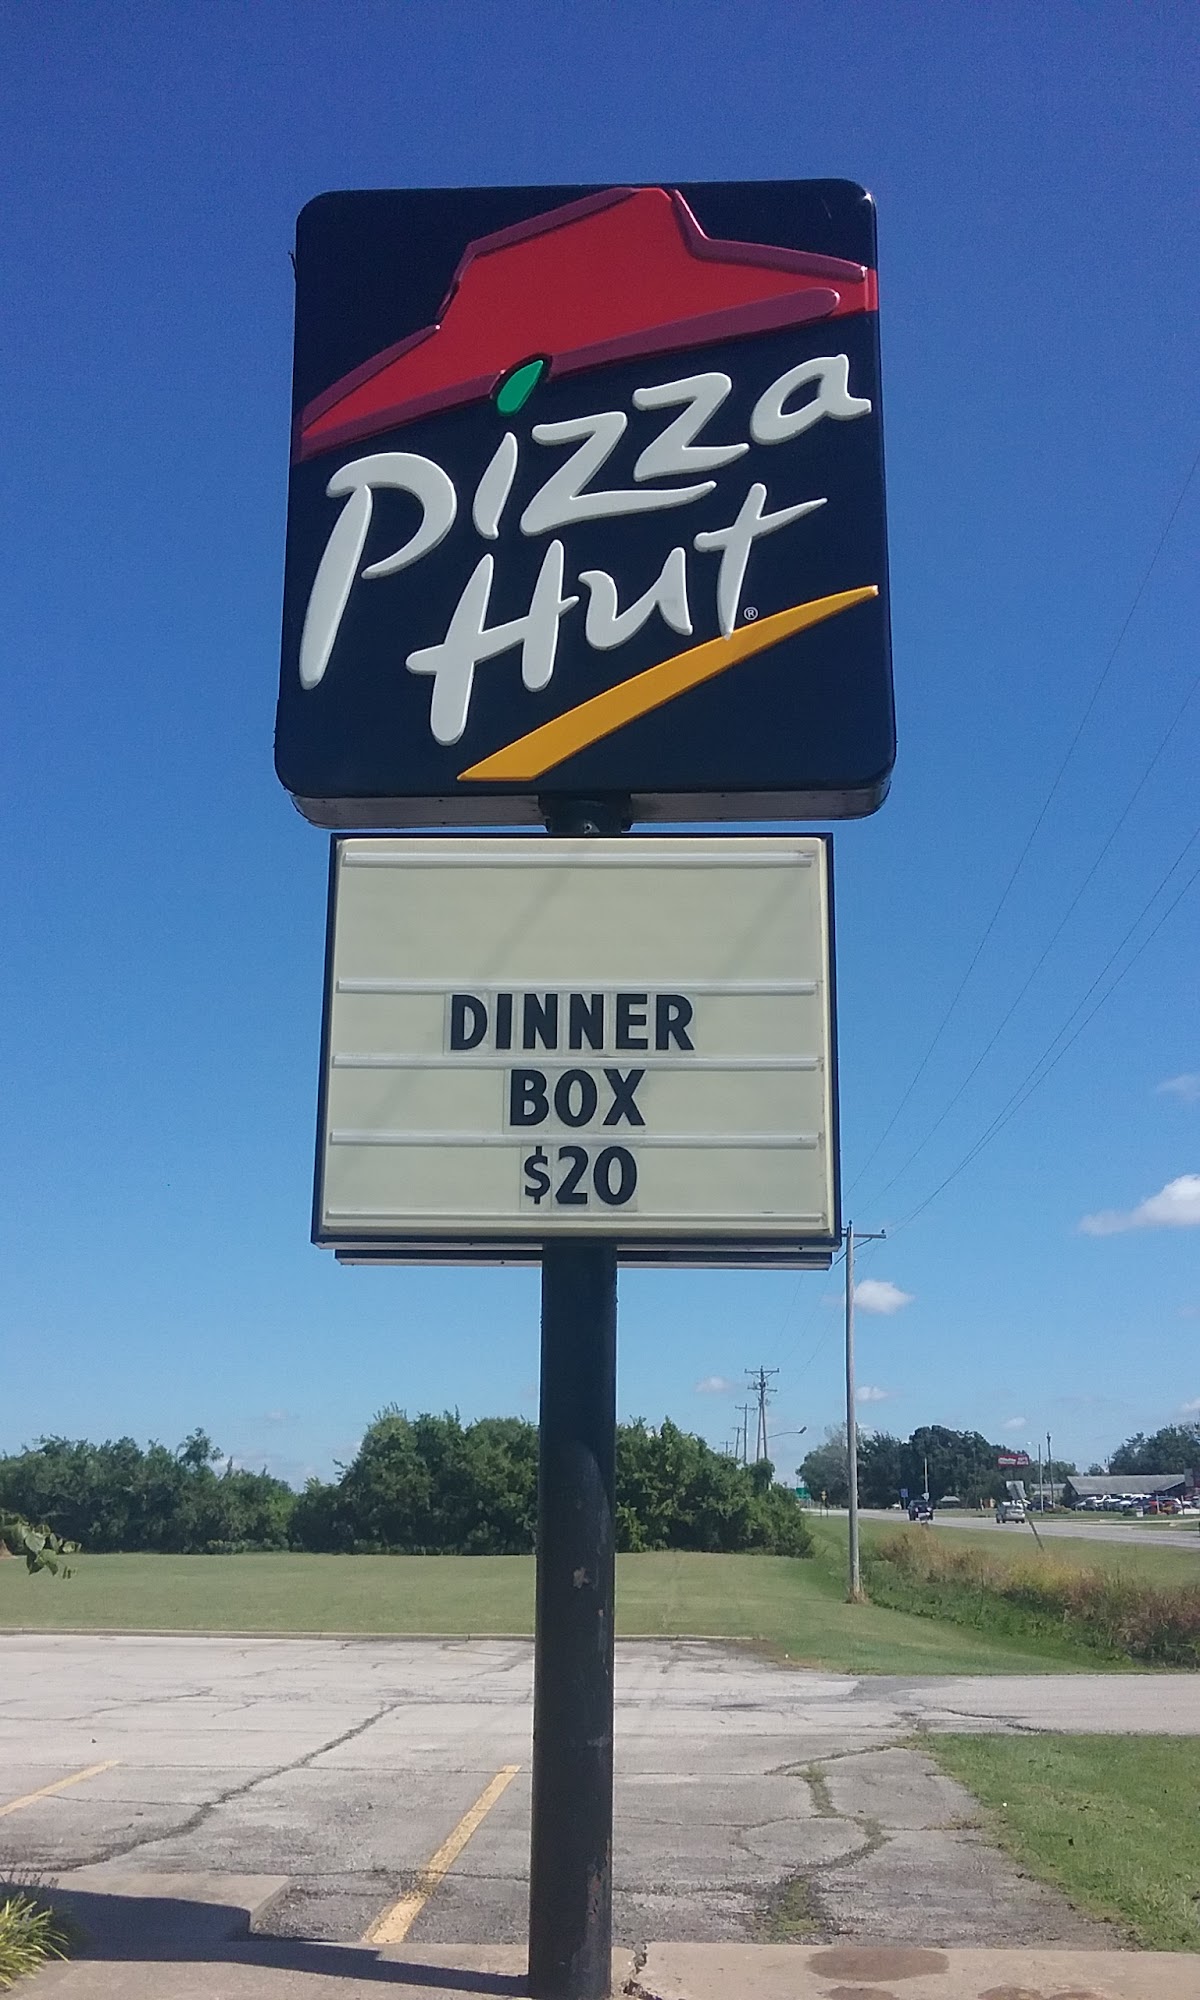 Pizza
Hut®
DINNER
BOX
$20